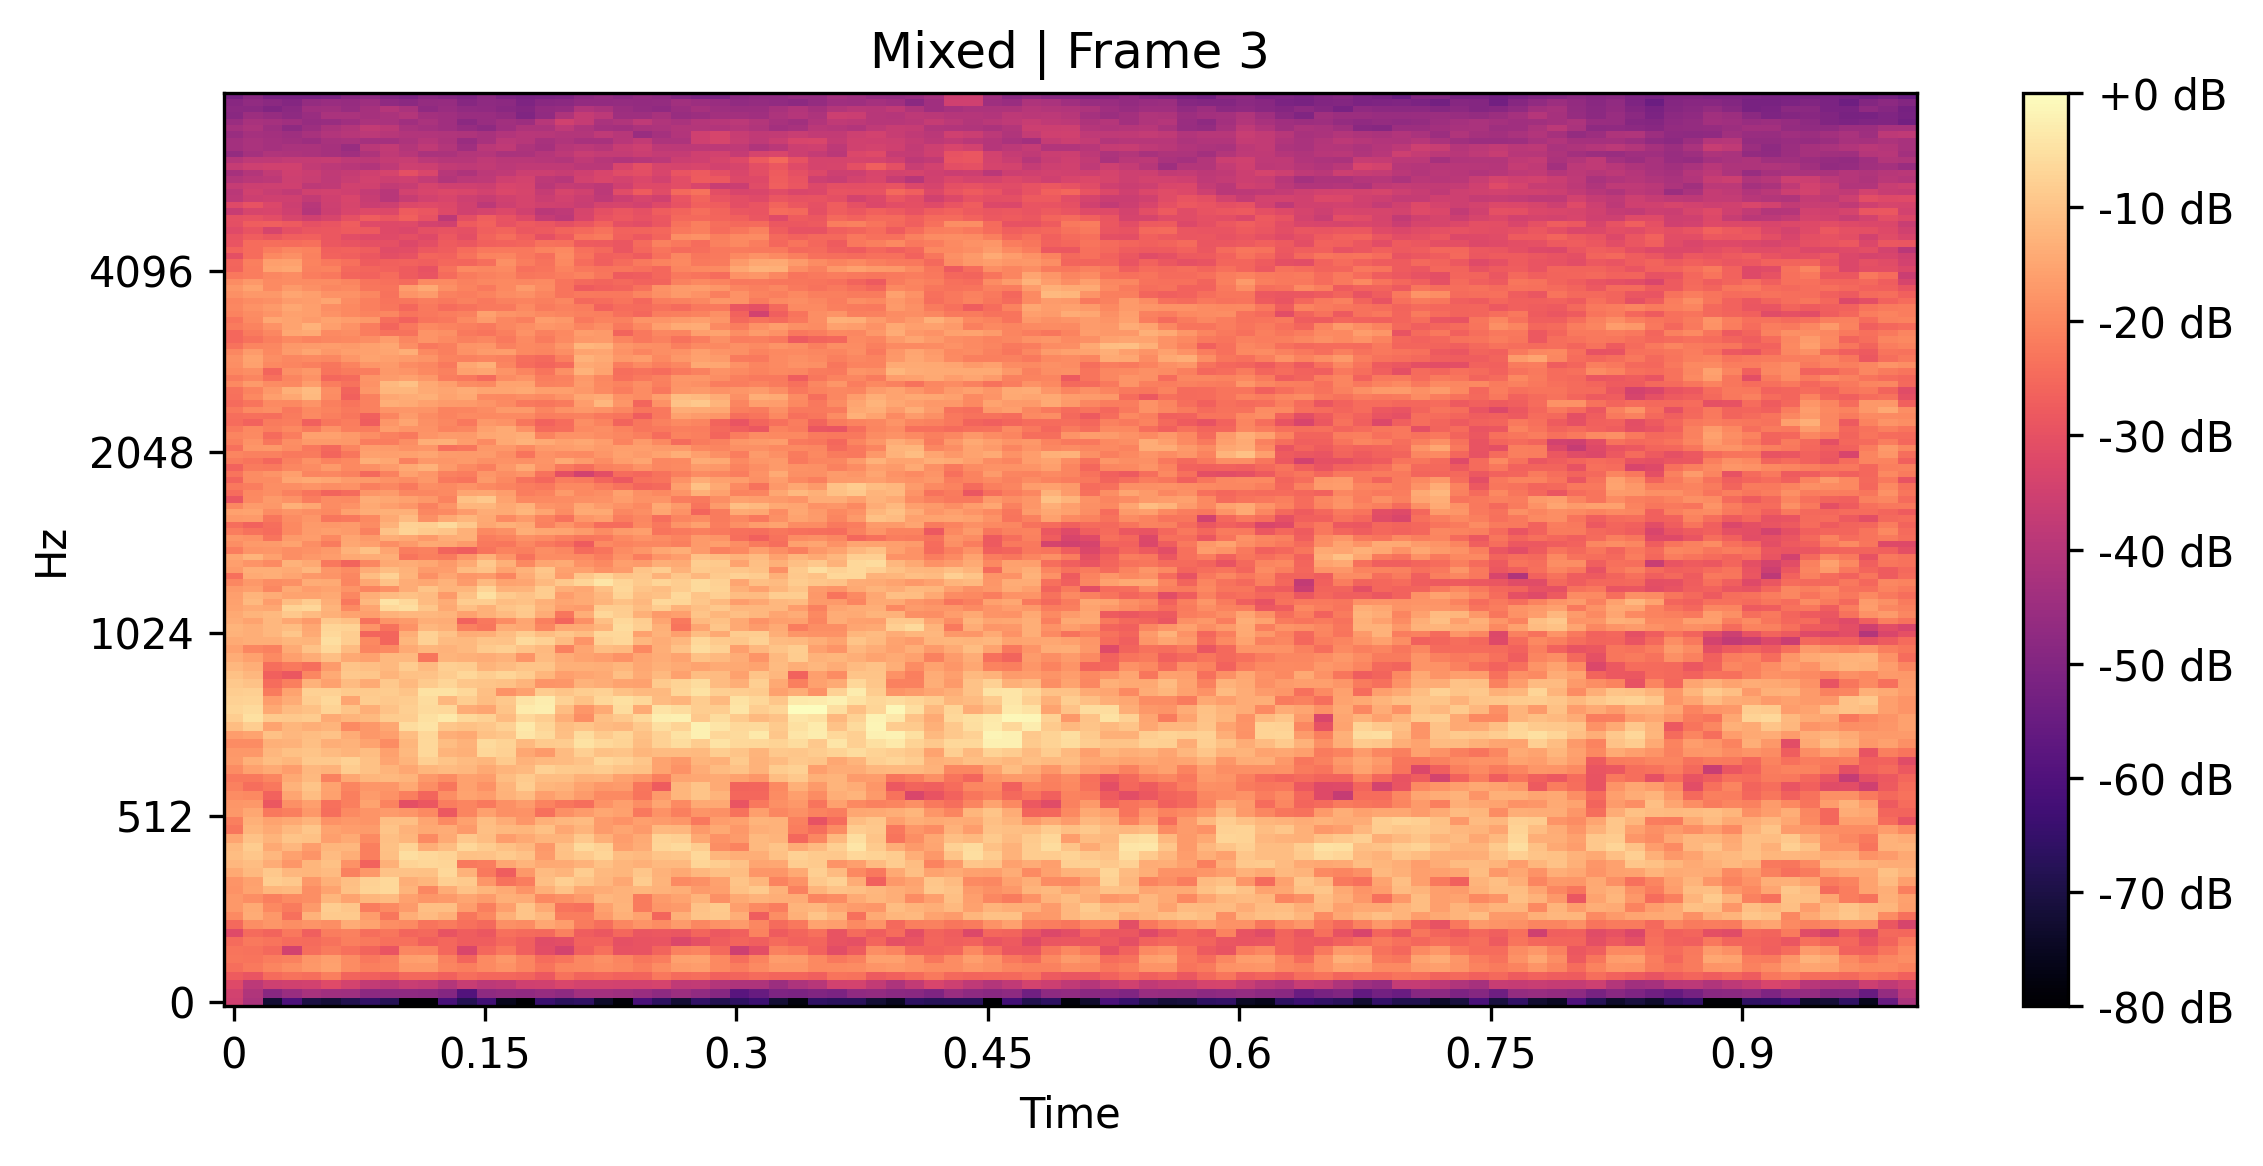 Mixed | Frame 3
Hz
4096
2048
1024
512
0
0 0.15 0.3 0.45 0.6 0.75 0.9
Time
+0 dB
-10 dB
-20 dB
-30 dB
-40 dB
-50 dB
-60 dB
-70 dB
-80 dB